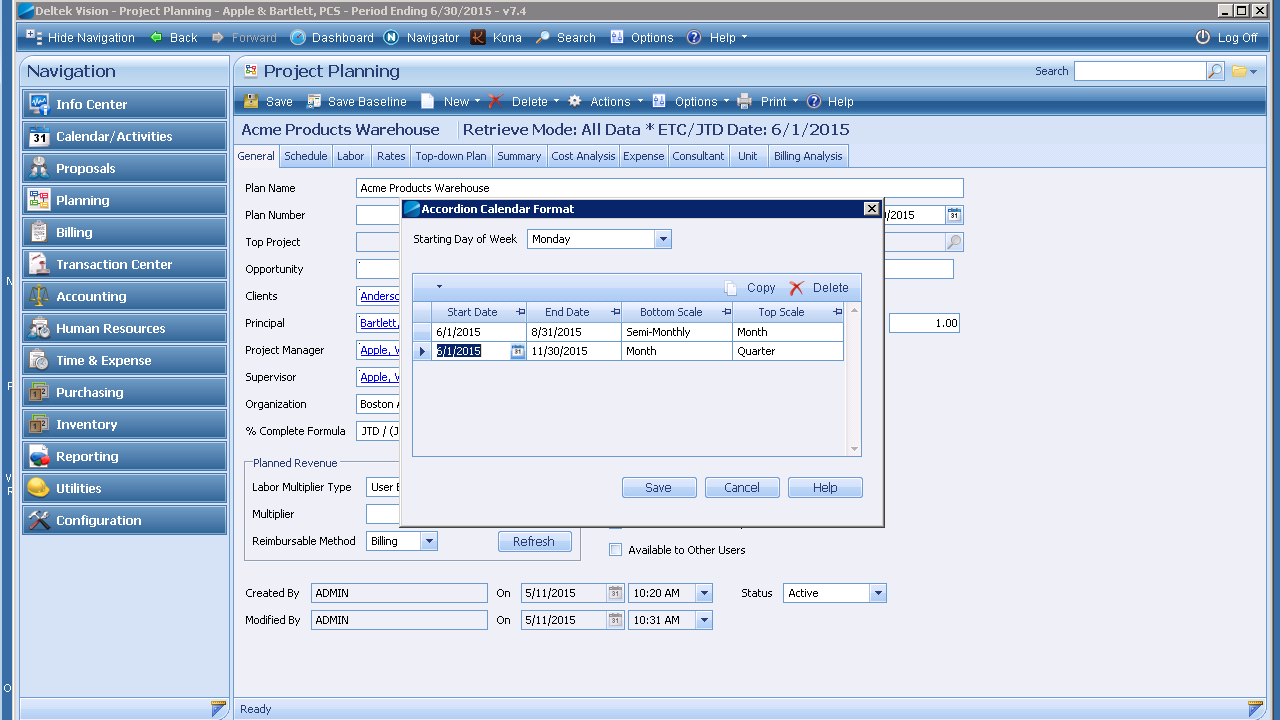 Deltek Vision - Project Planning - Apple & Bartlett, PCS - Period Ending 6/30/2015 - v7.4
Hide Navigation Back Forward Dashboard Navigator Kona Search Options Help Log Off
Navigation
Info Center
31 Calendar/Activities
Proposals
Planning
Billing
Transaction Center
Accounting
Human Resources
Time & Expense
Purchasing
Inventory
Reporting
Utilities
Configuration
Project Planning Search
Save Save Baseline New Delete Actions Options Print Help
Acme Products Warehouse Retrieve Mode: All Data * ETC/JTD Date: 6/1/2015
General Schedule Labor Rates Top-down Plan Summary Cost Analysis Expense Consultant Unit Billing Analysis
Plan Name Acme Products Warehouse
Plan Number /2015 31
Top Project
Opportunity
Clients Anderso
Principal Bartlett, 1.00
Project Manager Apple, W
Supervisor Apple, W
Organization Boston A
% Complete Formula JTD / (J
Accordion Calendar Format
Starting Day of Week Monday
Copy Delete
Start Date End Date Bottom Scale Top Scale
6/1/2015 8/31/2015 Semi-Monthly Month
6/1/2015 31 11/30/2015 Month Quarter
Save Cancel Help
Planned Revenue
Labor Multiplier Type User E
Multiplier
Reimbursable Method Billing Refresh
Available to Other Users
Created By ADMIN On 5/11/2015 31 10:20 AM Status Active
Modified By ADMIN On 5/11/2015 31 10:31 AM
Ready